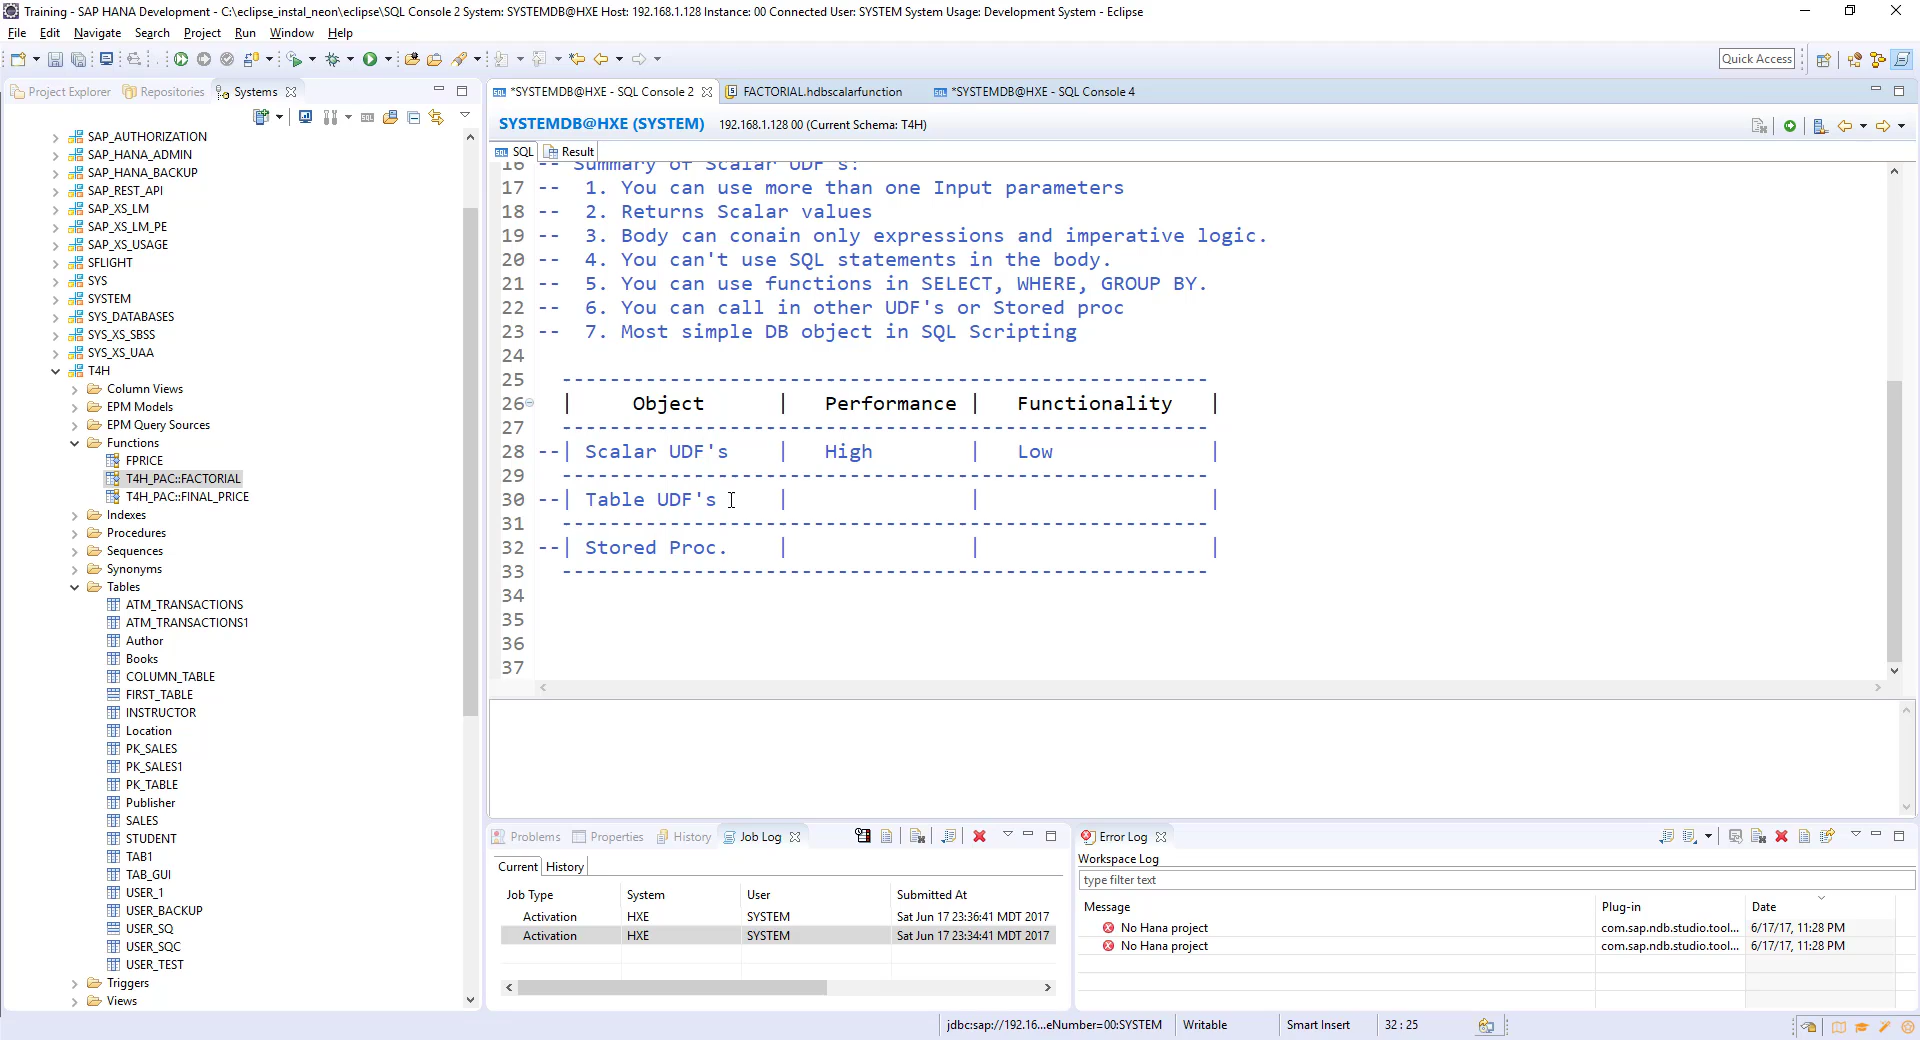 Training - SAP HANA Development - C:\eclipse_instal_neon\eclipse\SQL Console 2 System: SYSTEMDB@HXE Host: 192.168.1.128 Instance: 00 Connected User: SYSTEM System Usage: Development System - Eclipse
File Edit Navigate Search Project Run Window Help
Quick Access
Project Explorer Repositories Systems
SAP_AUTHORIZATION
SAP_HANA_ADMIN
SAP_HANA_BACKUP
SAP_REST_API
SAP_XS_LM
SAP_XS_LM_PE
SAP_XS_USAGE
SFLIGHT
SYS
SYSTEM
SYS_DATABASES
SYS_XS_SBSS
SYS_XS_UAA
T4H
Column Views
EPM Models
EPM Query Sources
Functions
FPRICE
T4H_PAC::FACTORIAL
T4H_PAC::FINAL_PRICE
Indexes
Procedures
Sequences
Synonyms
Tables
ATM_TRANSACTIONS
ATM_TRANSACTIONS1
Author
Books
COLUMN_TABLE
FIRST_TABLE
INSTRUCTOR
Location
PK_SALES
PK_SALES1
PK_TABLE
Publisher
SALES
STUDENT
TAB1
TAB_GUI
USER_1
USER_BACKUP
USER_SQ
USER_SQC
USER_TEST
Triggers
Views
*SYSTEMDB@HXE - SQL Console 2 FACTORIAL.hdbscalarfunction *SYSTEMDB@HXE - SQL Console 4
SYSTEMDB@HXE (SYSTEM) 192.168.1.128 00 (Current Schema: T4H)
SQL Result
16 -- Summary of Scalar UDF's:
17 -- 1. You can use more than one Input parameters
18 -- 2. Returns Scalar values
19 -- 3. Body can conain only expressions and imperative logic.
20 -- 4. You can't use SQL statements in the body.
21 -- 5. You can use functions in SELECT, WHERE, GROUP BY.
22 -- 6. You can call in other UDF's or Stored proc
23 -- 7. Most simple DB object in SQL Scripting
24
25 ------------------------------------------------------
26 | Object | Performance | Functionality |
27 ------------------------------------------------------
28 --| Scalar UDF's | High | Low |
29 ------------------------------------------------------
30 --| Table UDF's | | |
31 ------------------------------------------------------
32 --| Stored Proc. | | |
33 ------------------------------------------------------
34
35
36
37
Problems Properties History Job Log
Current History
Job Type System User Submitted At
Activation HXE SYSTEM Sat Jun 17 23:36:41 MDT 2017
Activation HXE SYSTEM Sat Jun 17 23:34:41 MDT 2017
Error Log
Workspace Log
type filter text
Message Plug-in Date
No Hana project com.sap.ndb.studio.tool... 6/17/17, 11:28 PM
No Hana project com.sap.ndb.studio.tool... 6/17/17, 11:28 PM
jdbc:sap://192.16...eNumber=00:SYSTEM Writable Smart Insert 32 : 25